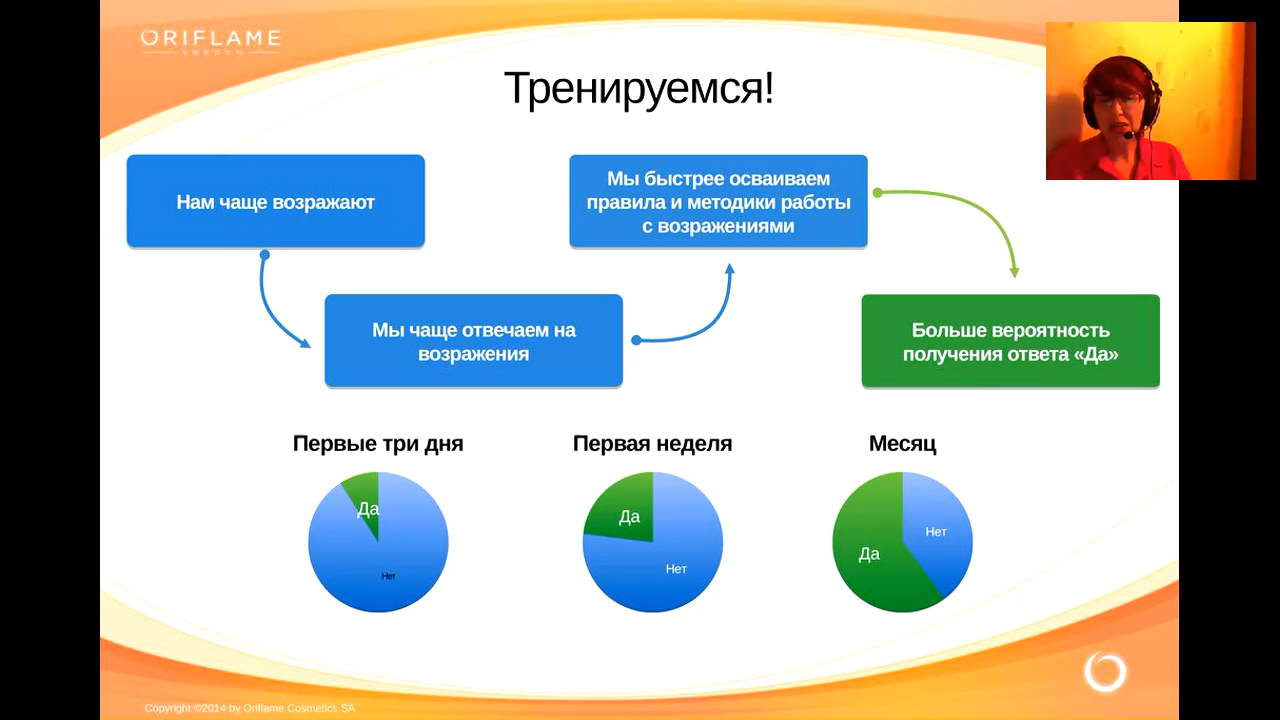 ORIFLAME
SWEDEN
Тренируемся!
Нам чаще возражают
Мы быстрее осваиваем
правила и методики работы
с возражениями
Мы чаще отвечаем на
возражения
Больше вероятность
получения ответа «Да»
Первые три дня
Первая неделя
Месяц
Да
Нет
Да
Нет
Да
Нет
Copyright ©2014 by Oriflame Cosmetics SA